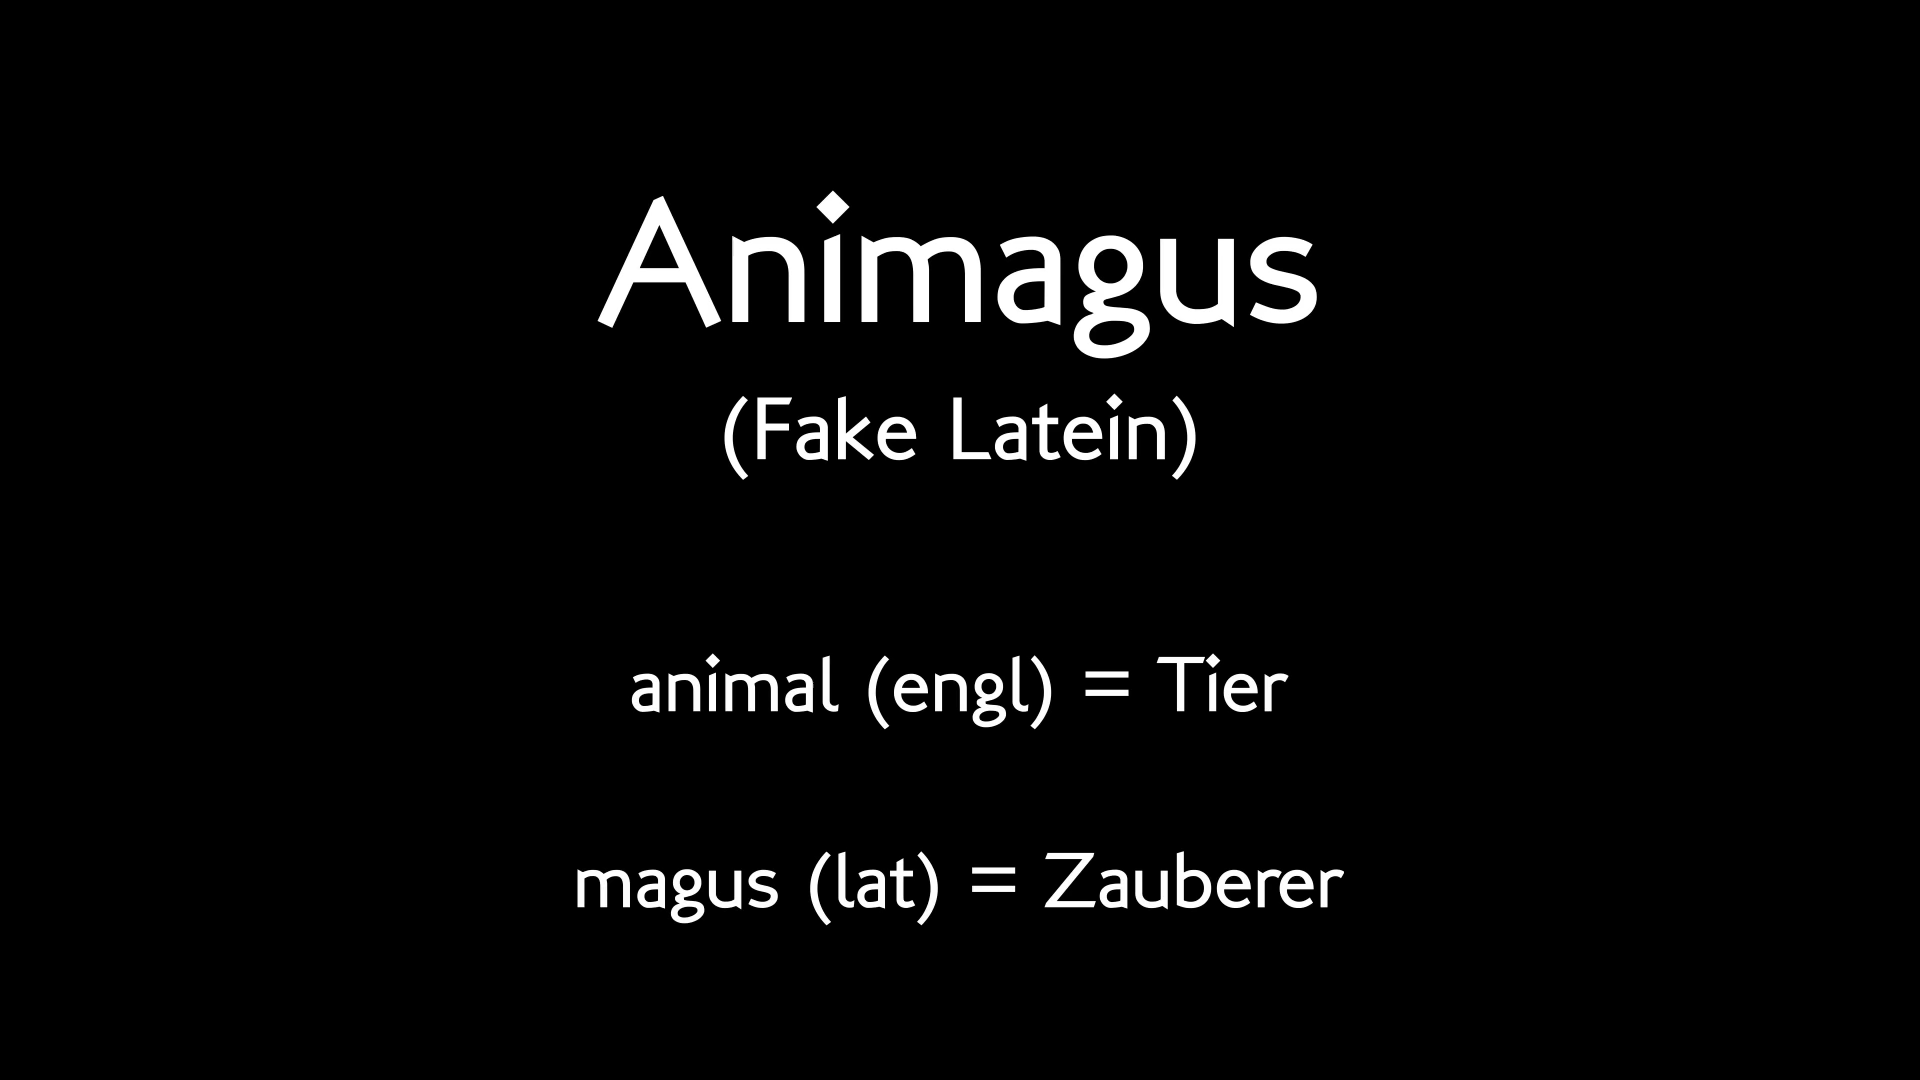 Animagus
(Fake Latein)
animal (engl) = Tier
magus (lat) = Zauberer